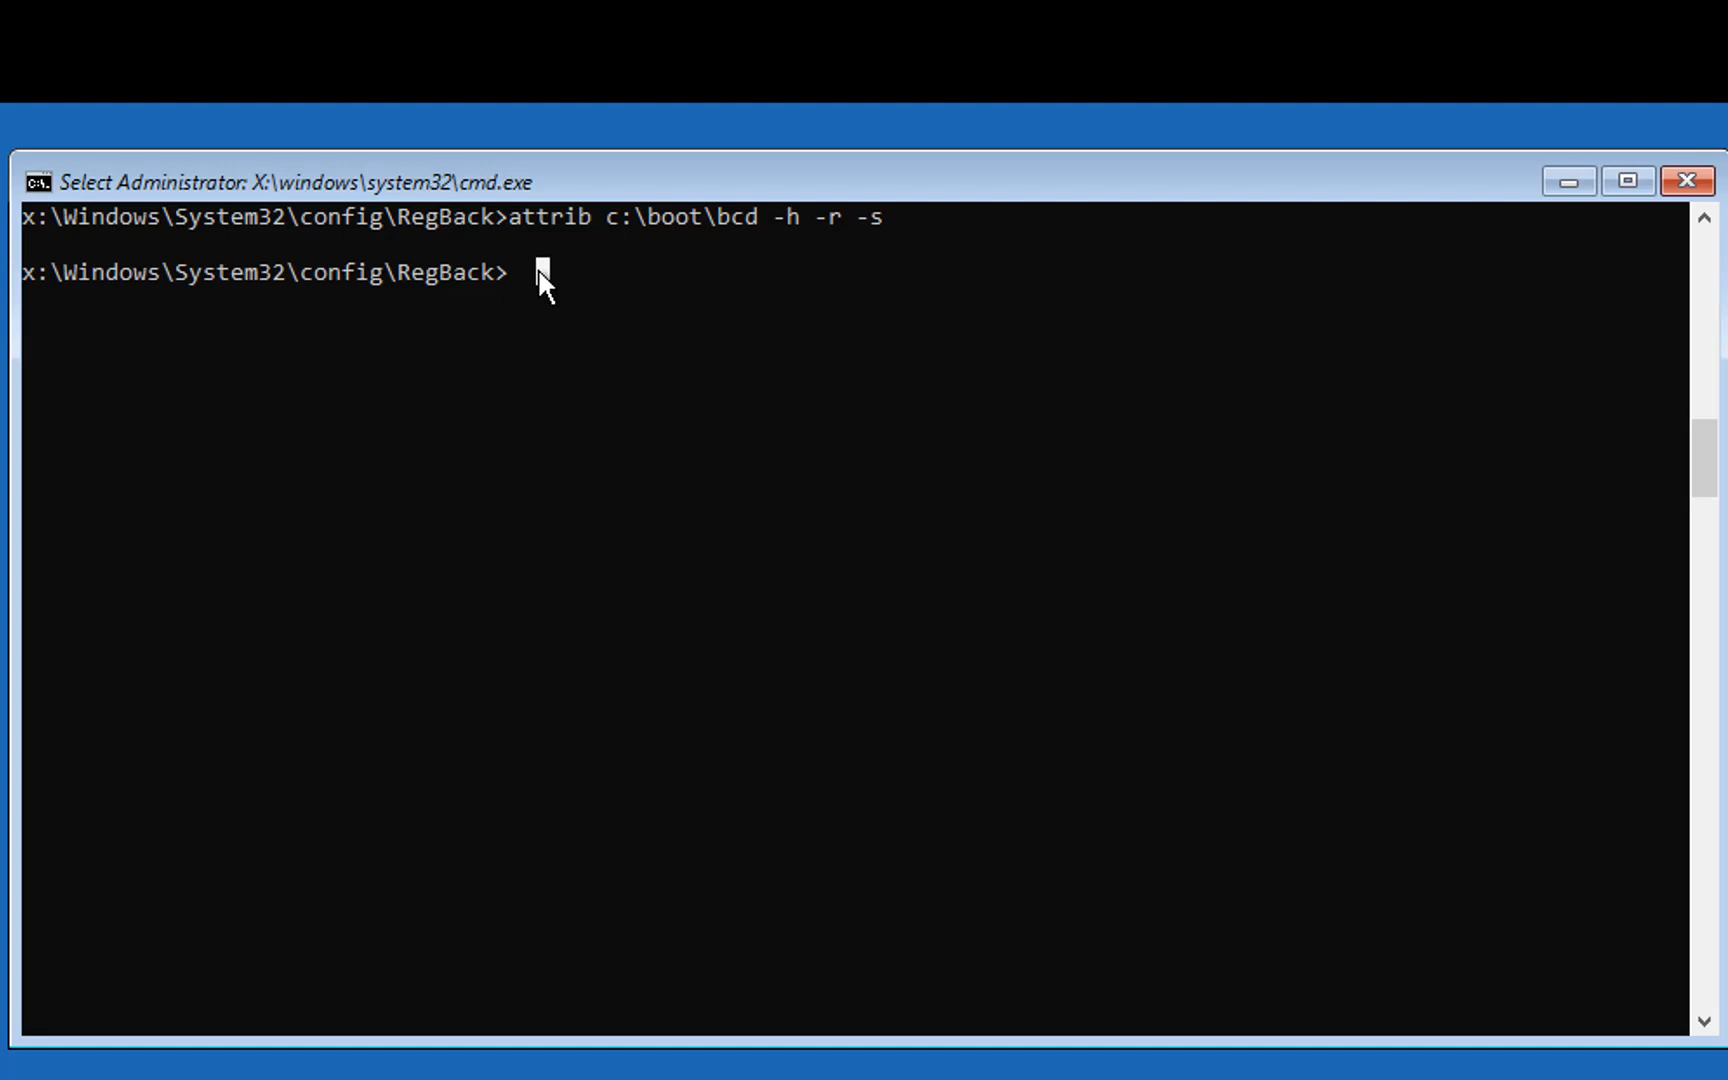 Select Administrator: X:\windows\system32\cmd.exe
x:\Windows\System32\config\RegBack>attrib c:\boot\bcd -h -r -s
x:\Windows\System32\config\RegBack>